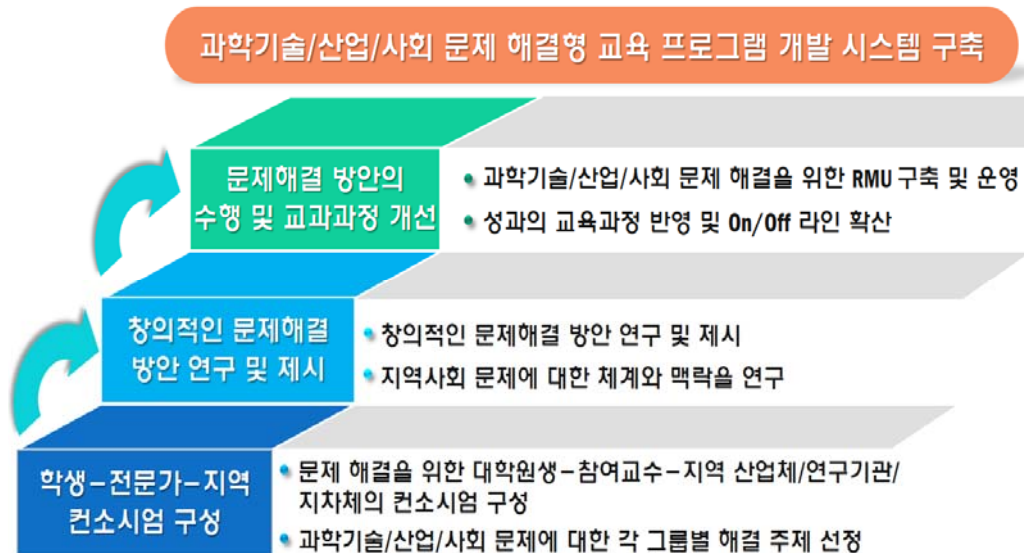 과학기술/산업/사회 문제 해결형 교육 프로그램 개발 시스템 구축
문제해결 방안의
수행 및 교과과정 개선
• 과학기술/산업/사회 문제 해결을 위한 RMU 구축 및 운영
• 성과의 교육과정 반영 및 On/Off 라인 확산
창의적인 문제해결
방안 연구 및 제시
• 창의적인 문제해결 방안 연구 및 제시
• 지역사회 문제에 대한 체계와 맥락을 연구
학생-전문가-지역
컨소시엄 구성
• 문제 해결을 위한 대학원생-참여교수-지역 산업체/연구기관/
지차체의 컨소시엄 구성
• 과학기술/산업/사회 문제에 대한 각 그룹별 해결 주제 선정